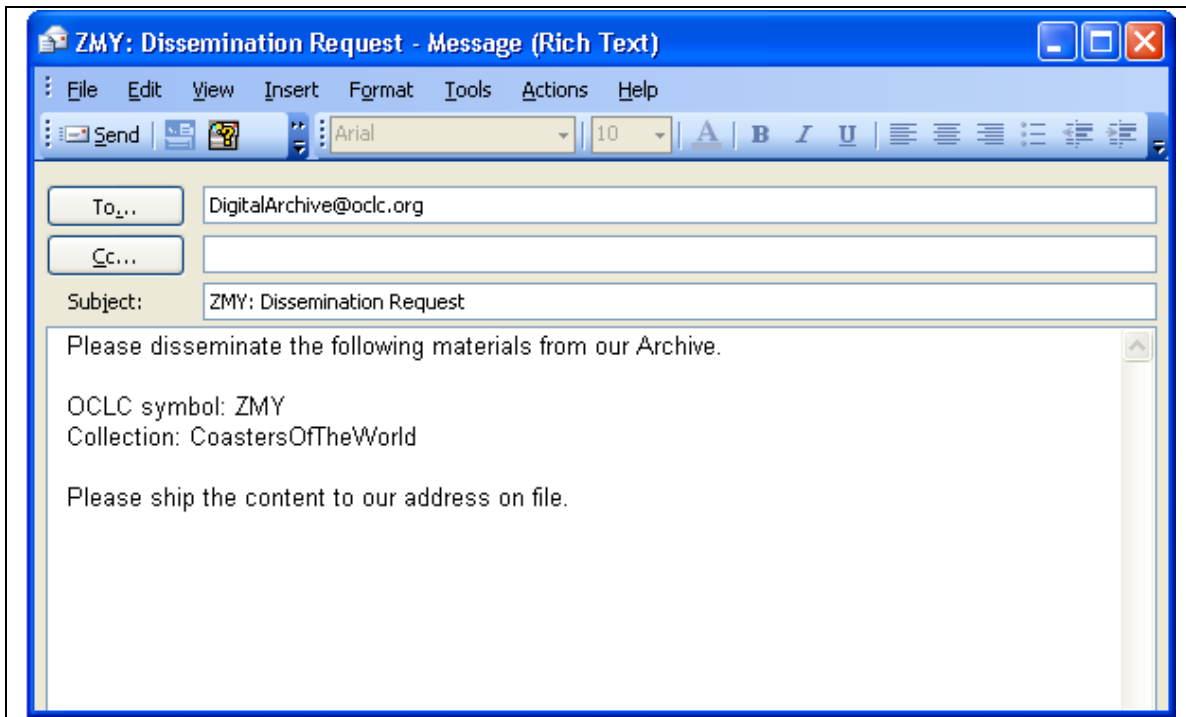 ZMY: Dissemination Request - Message (Rich Text)
File Edit View Insert Format Tools Actions Help
Send Arial 10 A B I U
To... DigitalArchive@oclc.org
Cc...
Subject: ZMY: Dissemination Request
Please disseminate the following materials from our Archive.
OCLC symbol: ZMY
Collection: CoastersOfTheWorld
Please ship the content to our address on file.